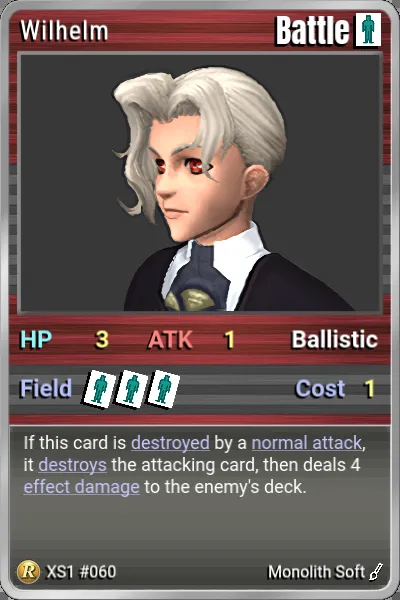 Wilhelm Battle
HP 3 ATK 1 Ballistic
Field Cost 1
If this card is destroyed by a normal attack,
it destroys the attacking card, then deals 4
effect damage to the enemy's deck.
R XS1 #060 Monolith Soft